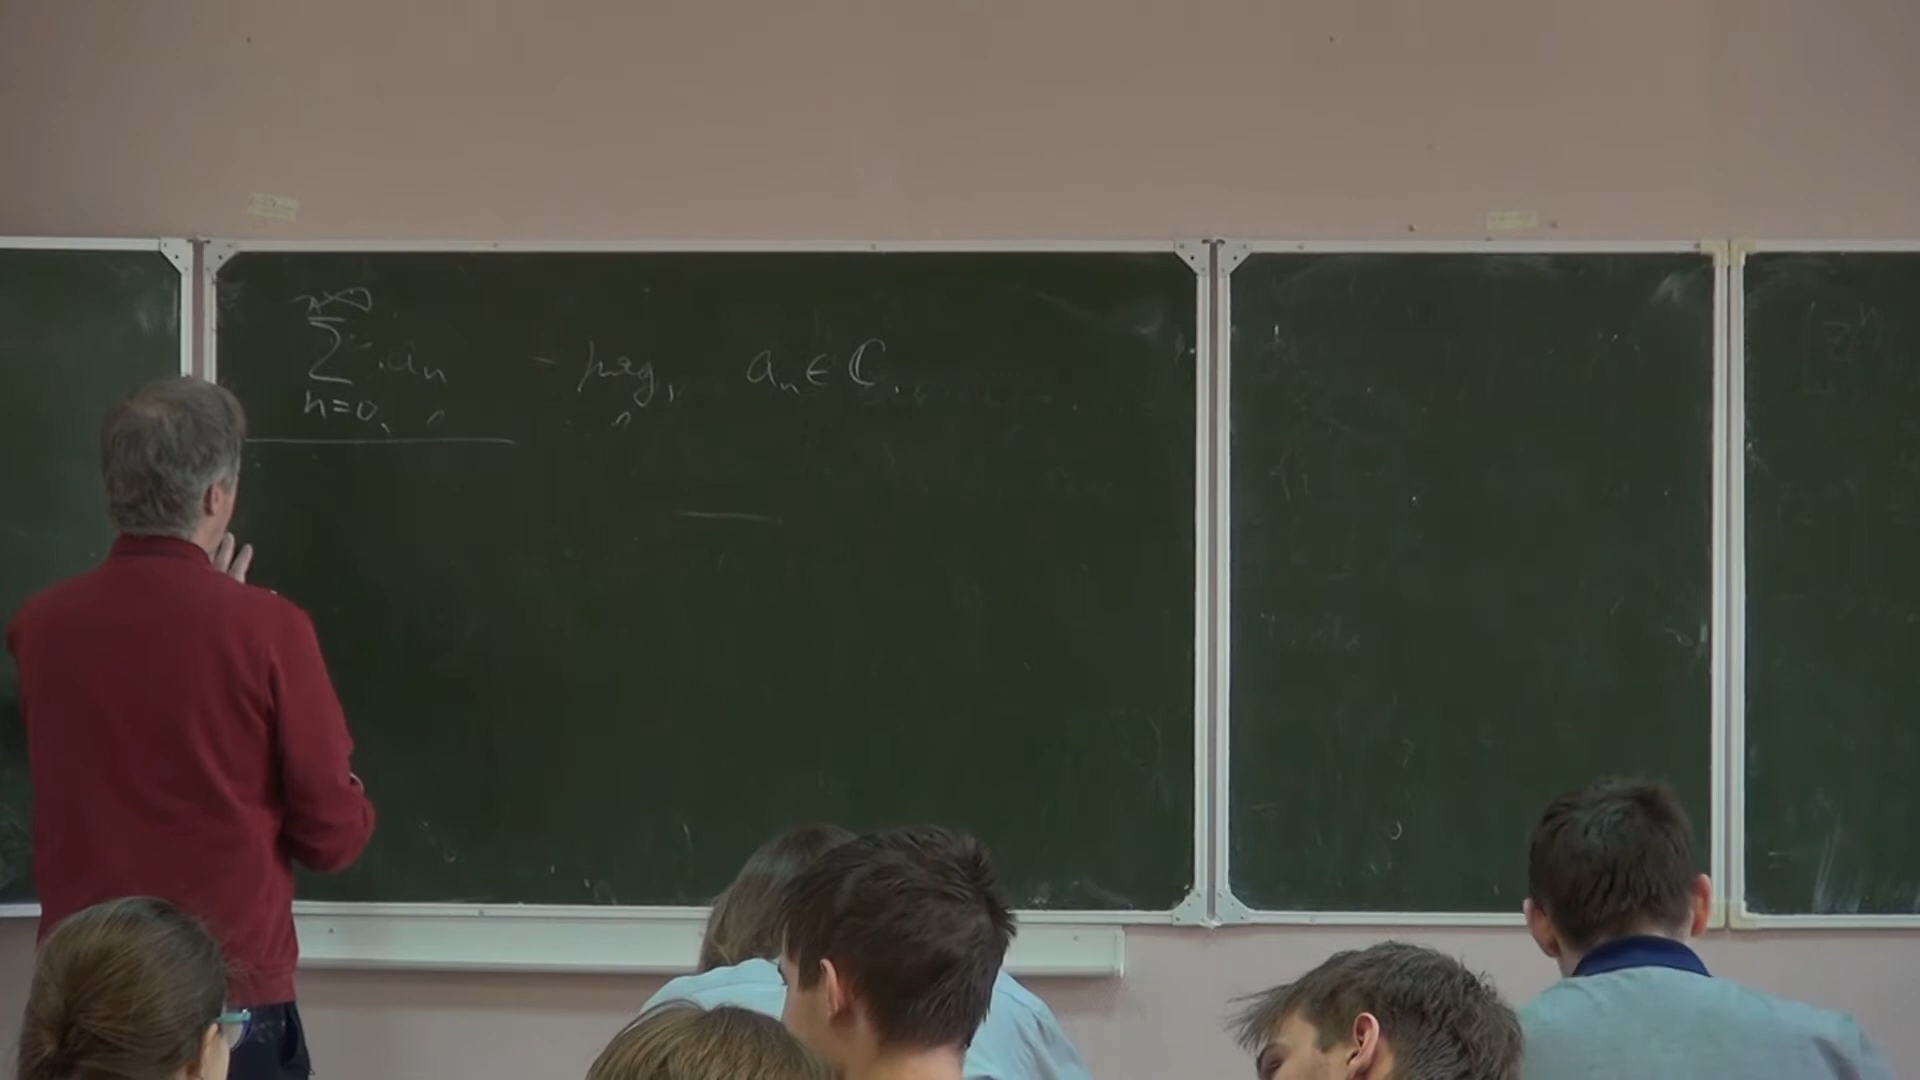 ∞
∑ aₙ - ряд, aₙ ∈ ℂ.
n=0